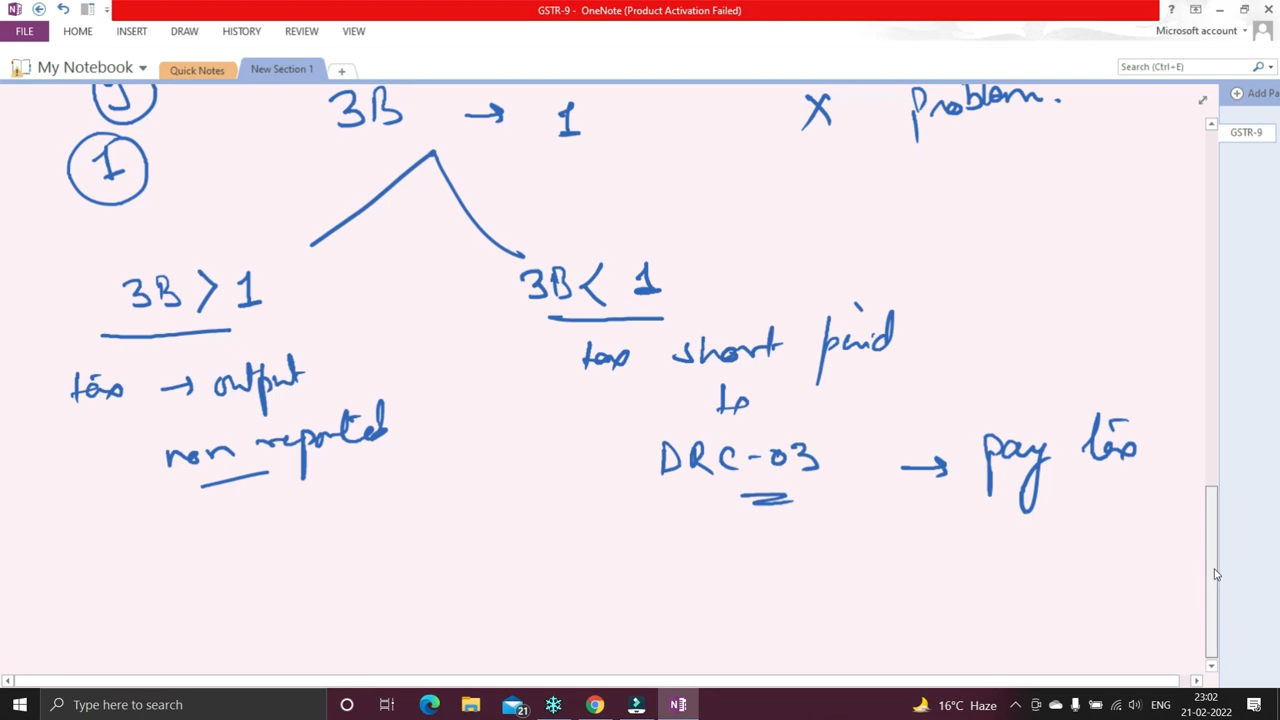 GSTR-9 - OneNote (Product Activation Failed)
FILE HOME INSERT DRAW HISTORY REVIEW VIEW Microsoft account
My Notebook Quick Notes New Section 1 Search (Ctrl+E)
Add Pa
GSTR-9
3B → 1 X Problem.
1
3B > 1 3B < 1
tax short paid
tax → output
to
non reported
DRC-03 → pay tax
Type here to search
21
16°C Haze ENG 23:02
21-02-2022